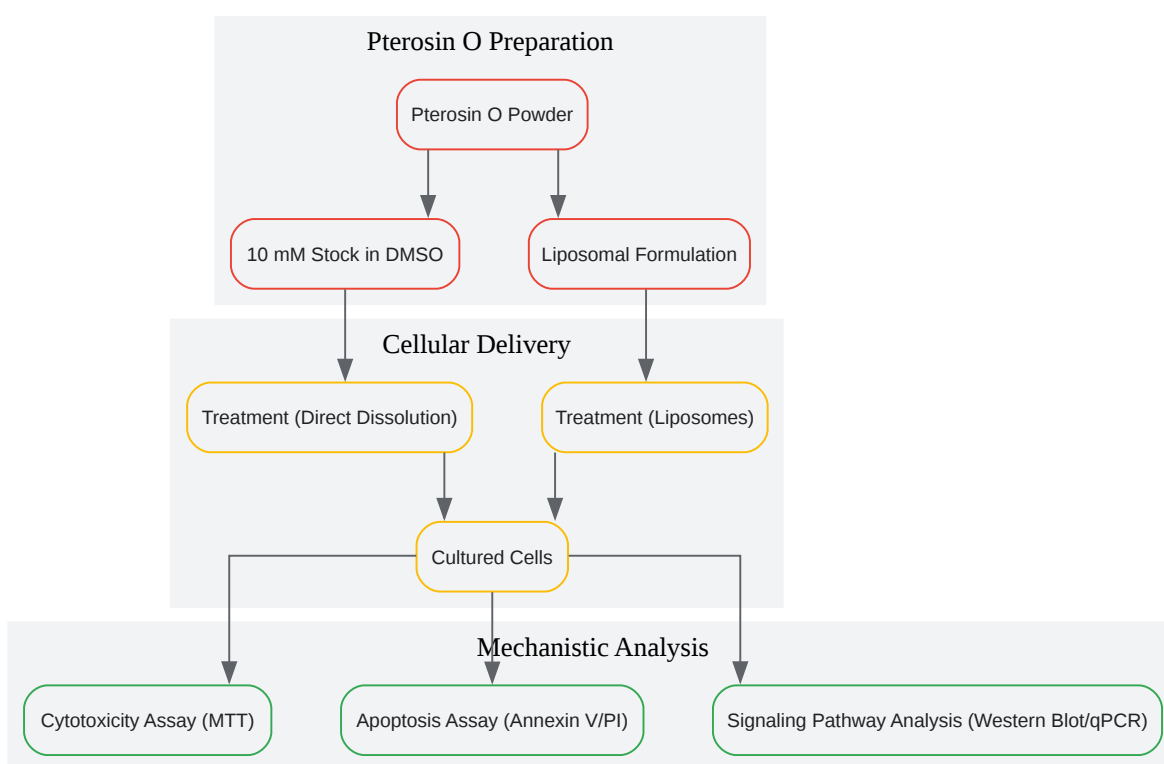 Pterosin O Preparation
Pterosin O Powder
10 mM Stock in DMSO
Liposomal Formulation
Cellular Delivery
Treatment (Direct Dissolution)
Treatment (Liposomes)
Cultured Cells
Mechanistic Analysis
Cytotoxicity Assay (MTT)
Apoptosis Assay (Annexin V/PI)
Signaling Pathway Analysis (Western Blot/qPCR)